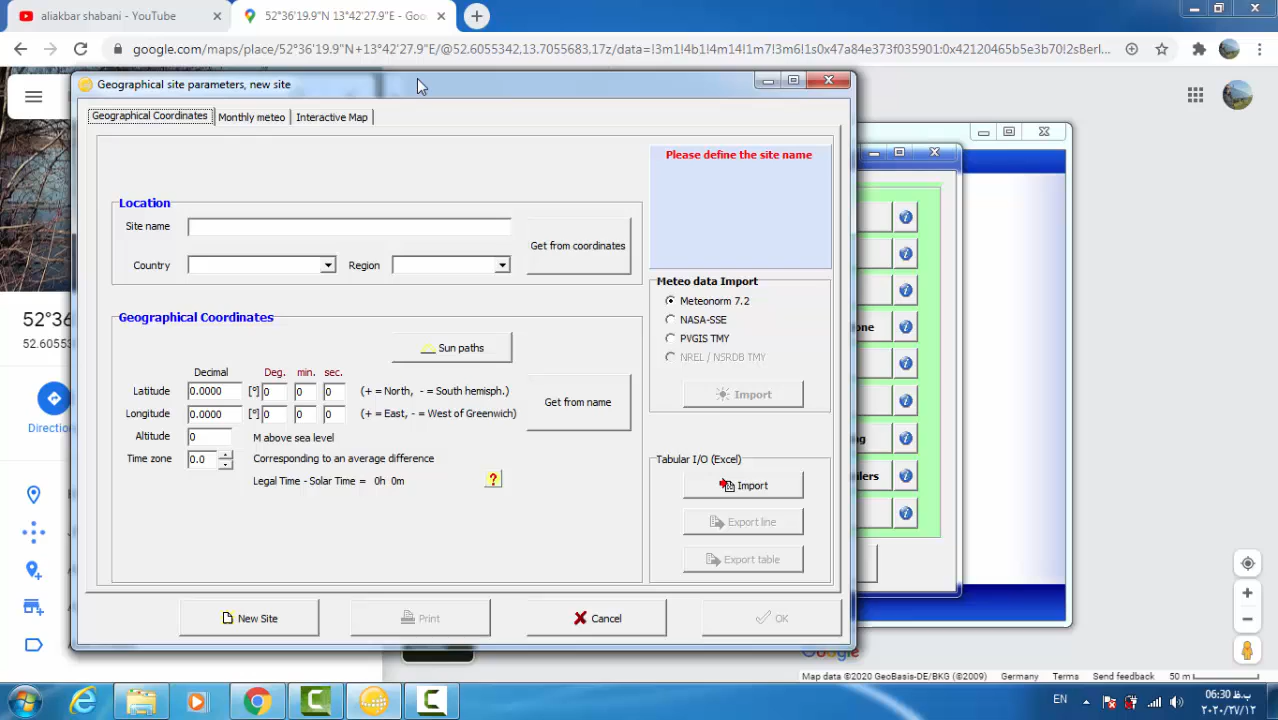 aliakbar shabani - YouTube
52°36'19.9"N 13°42'27.9"E - Goo
google.com/maps/place/52°36'19.9"N+13°42'27.9"E/@52.6055342,13.7055683,17z/data=!3m1!4b1!4m14!1m7!3m6!1s0x47a84e373f035901:0x42120465b5e3b70!2sBerl...
Geographical site parameters, new site
Geographical Coordinates
Monthly meteo
Interactive Map
Please define the site name
Location
Site name
Get from coordinates
Country
Region
Meteo data Import
Meteonorm 7.2
NASA-SSE
PVGIS TMY
NREL / NSRDB TMY
Import
Geographical Coordinates
Sun paths
Decimal
Deg.
min.
sec.
Latitude
0.0000
[°]
0
0
0
(+ = North, - = South hemisph.)
Longitude
0.0000
[°]
0
0
0
(+ = East, - = West of Greenwich)
Get from name
Altitude
0
M above sea level
Time zone
0.0
Corresponding to an average difference
Legal Time - Solar Time = 0h 0m
?
Tabular I/O (Excel)
Import
Export line
Export table
New Site
Print
Cancel
OK
52°36
52.6055
Directio
one
ng
ilers
Google
Map data ©2020 GeoBasis-DE/BKG (©2009)
Germany
Terms
Send feedback
50 m
EN
06:30 ب.ظ
۲۰۲۰/۲۷/۱۲